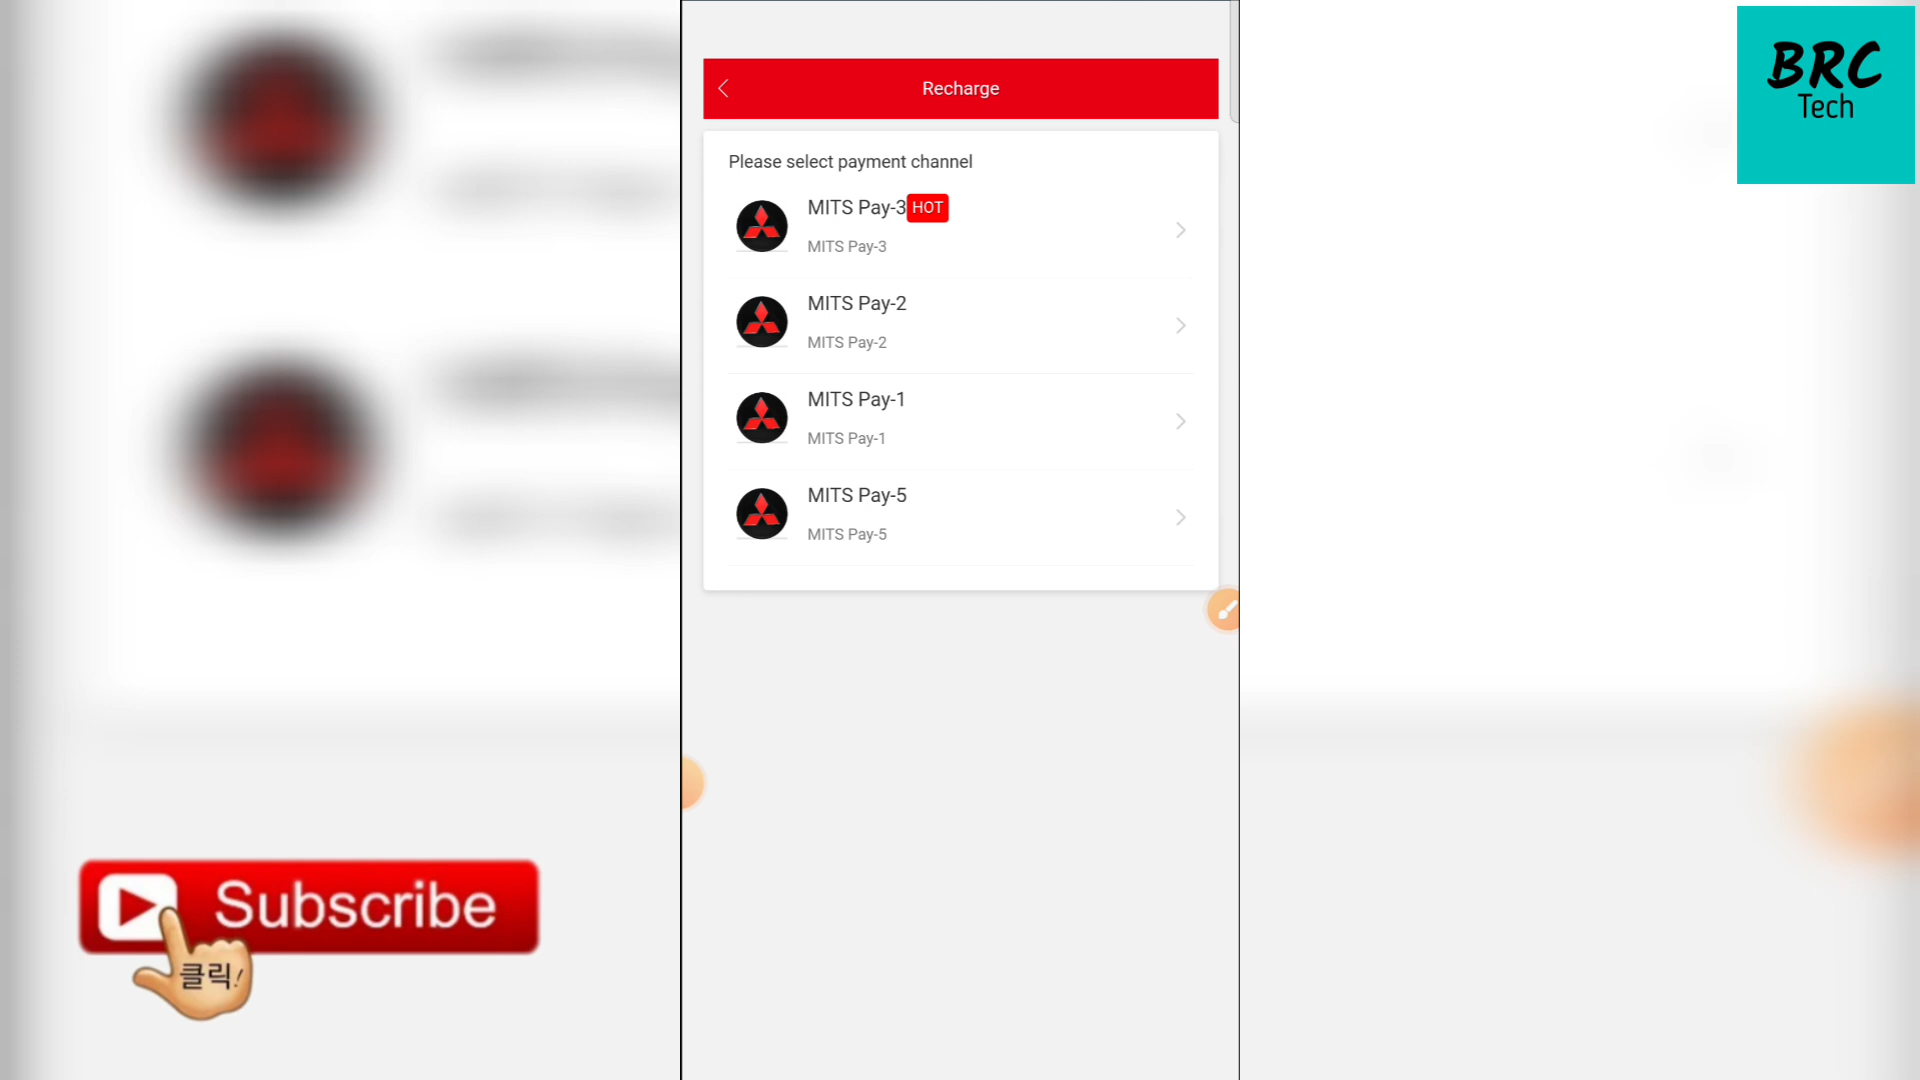 Recharge
Please select payment channel
MITS Pay-3 HOT
MITS Pay-3
MITS Pay-2
MITS Pay-2
MITS Pay-1
MITS Pay-1
MITS Pay-5
MITS Pay-5
BRC
Tech
Subscribe
클릭!